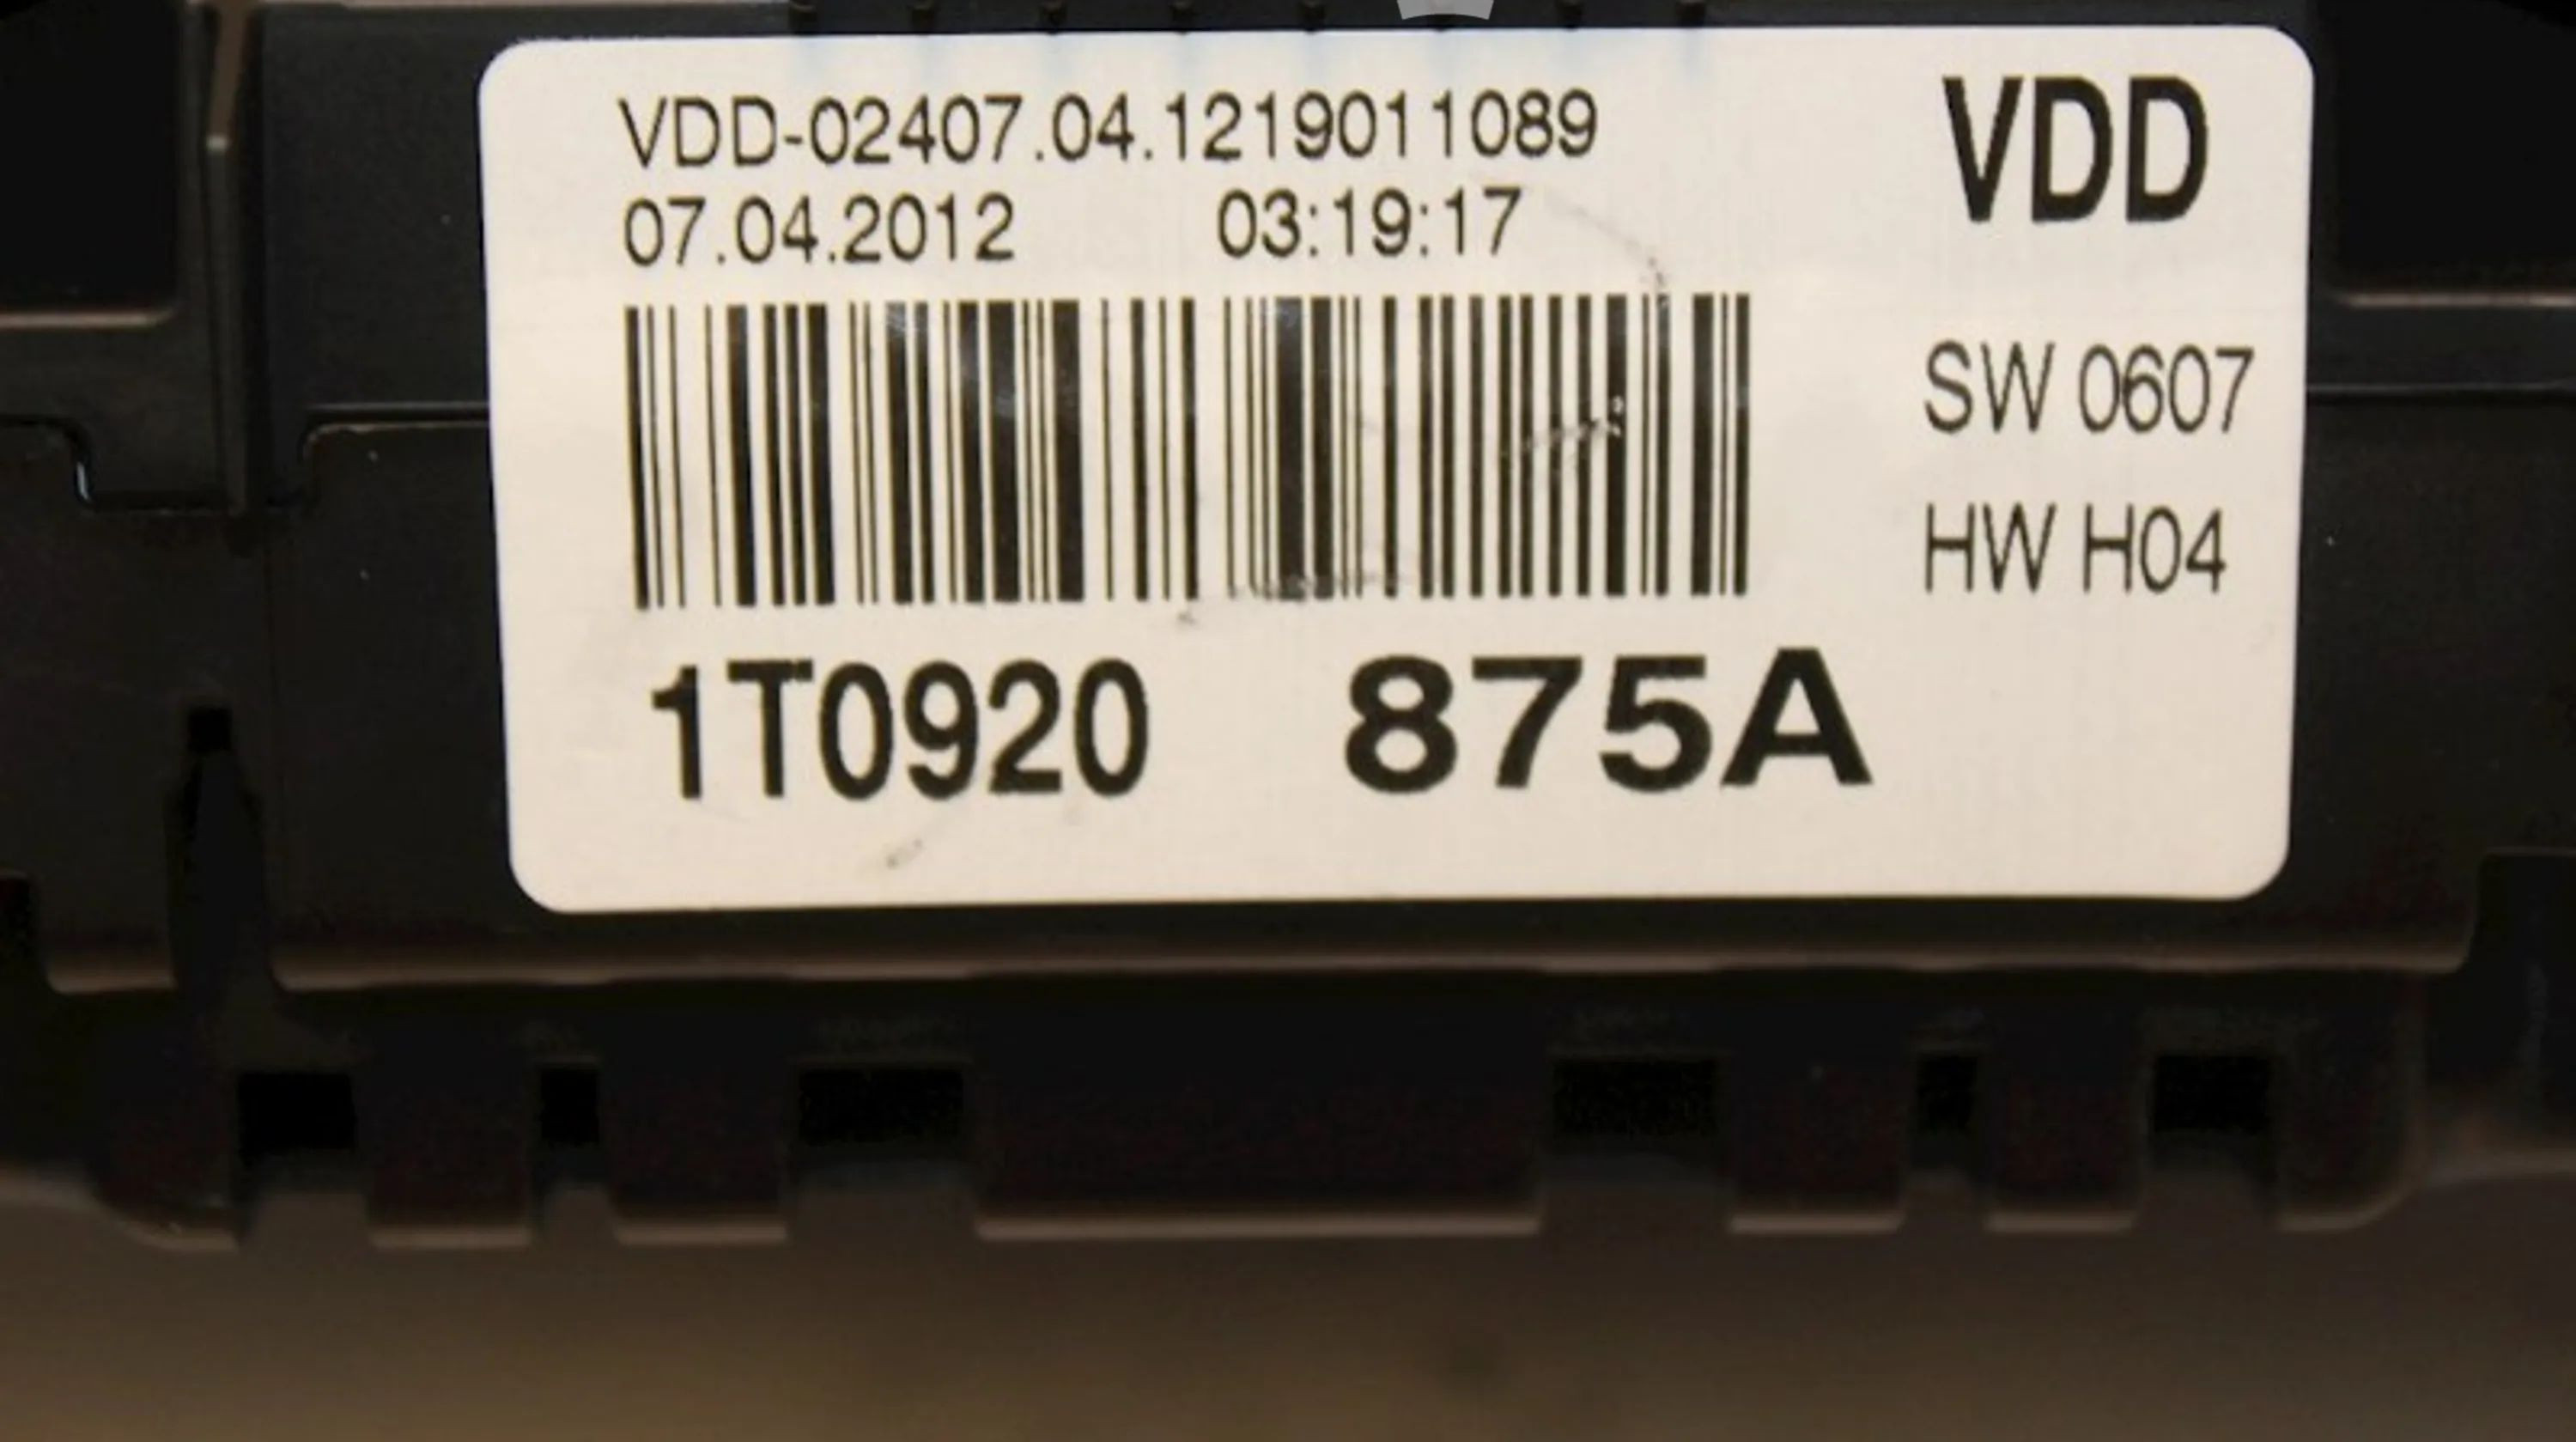 VDD-02407.04.1219011089
07.04.2012 03:19:17
VDD
SW 0607
HW H04
1T0920 875A